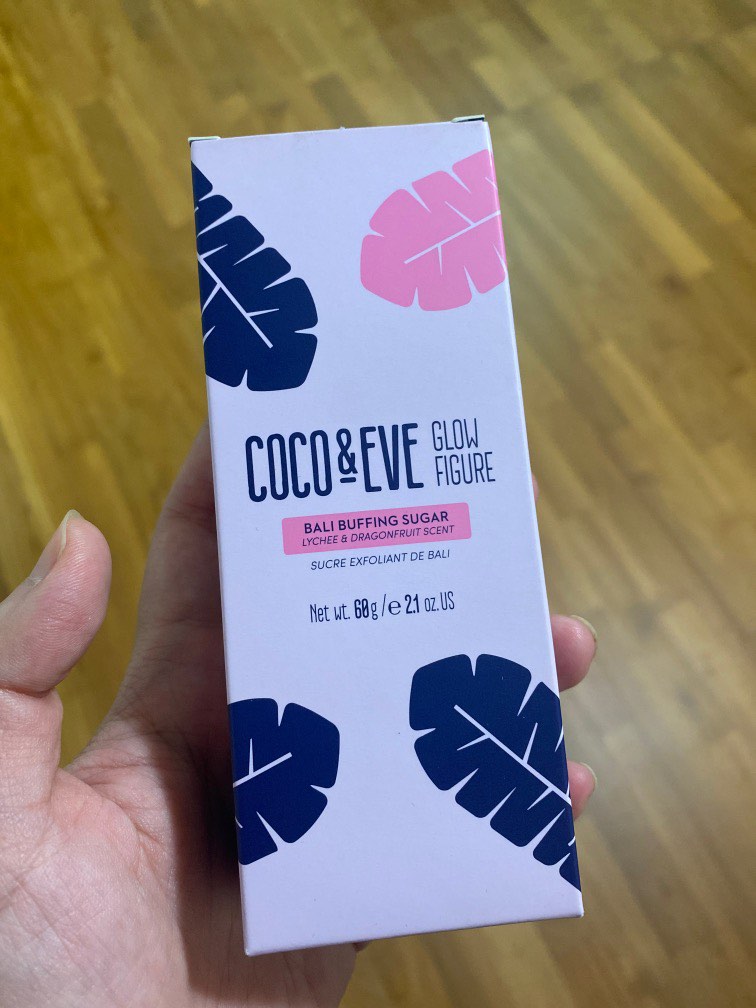 COCO&EVE GLOW FIGURE
BALI BUFFING SUGAR
LYCHEE & DRAGONFRUIT SCENT
SUCRE EXFOLIANT DE BALI
Net wt. 60g/e 2.1 oz.US